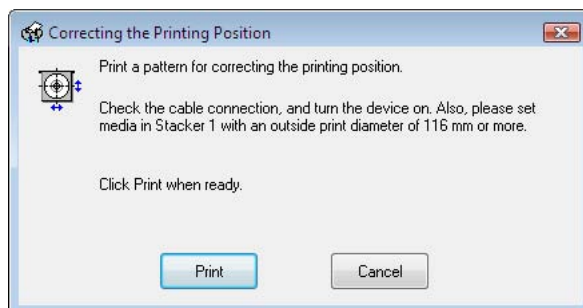 Correcting the Printing Position
Print a pattern for correcting the printing position.
Check the cable connection, and turn the device on. Also, please set
media in Stacker 1 with an outside print diameter of 116 mm or more.
Click Print when ready.
Print
Cancel